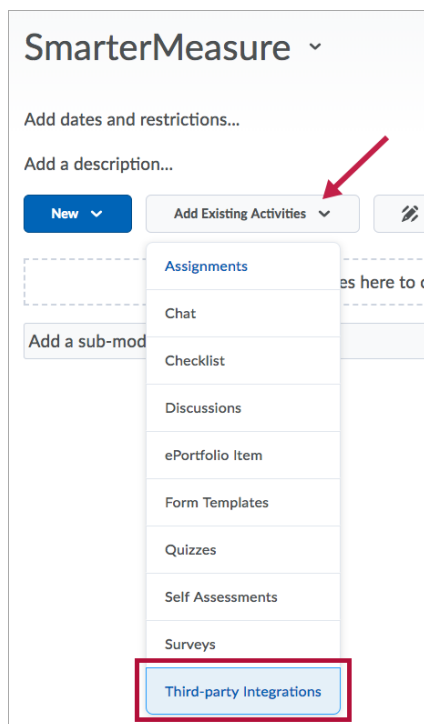 SmarterMeasure
Add dates and restrictions...
Add a description...
New
Add Existing Activities
Assignments
es here to
Chat
Add a sub-mod
Checklist
Discussions
ePortfolio Item
Form Templates
Quizzes
Self Assessments
Surveys
Third-party Integrations